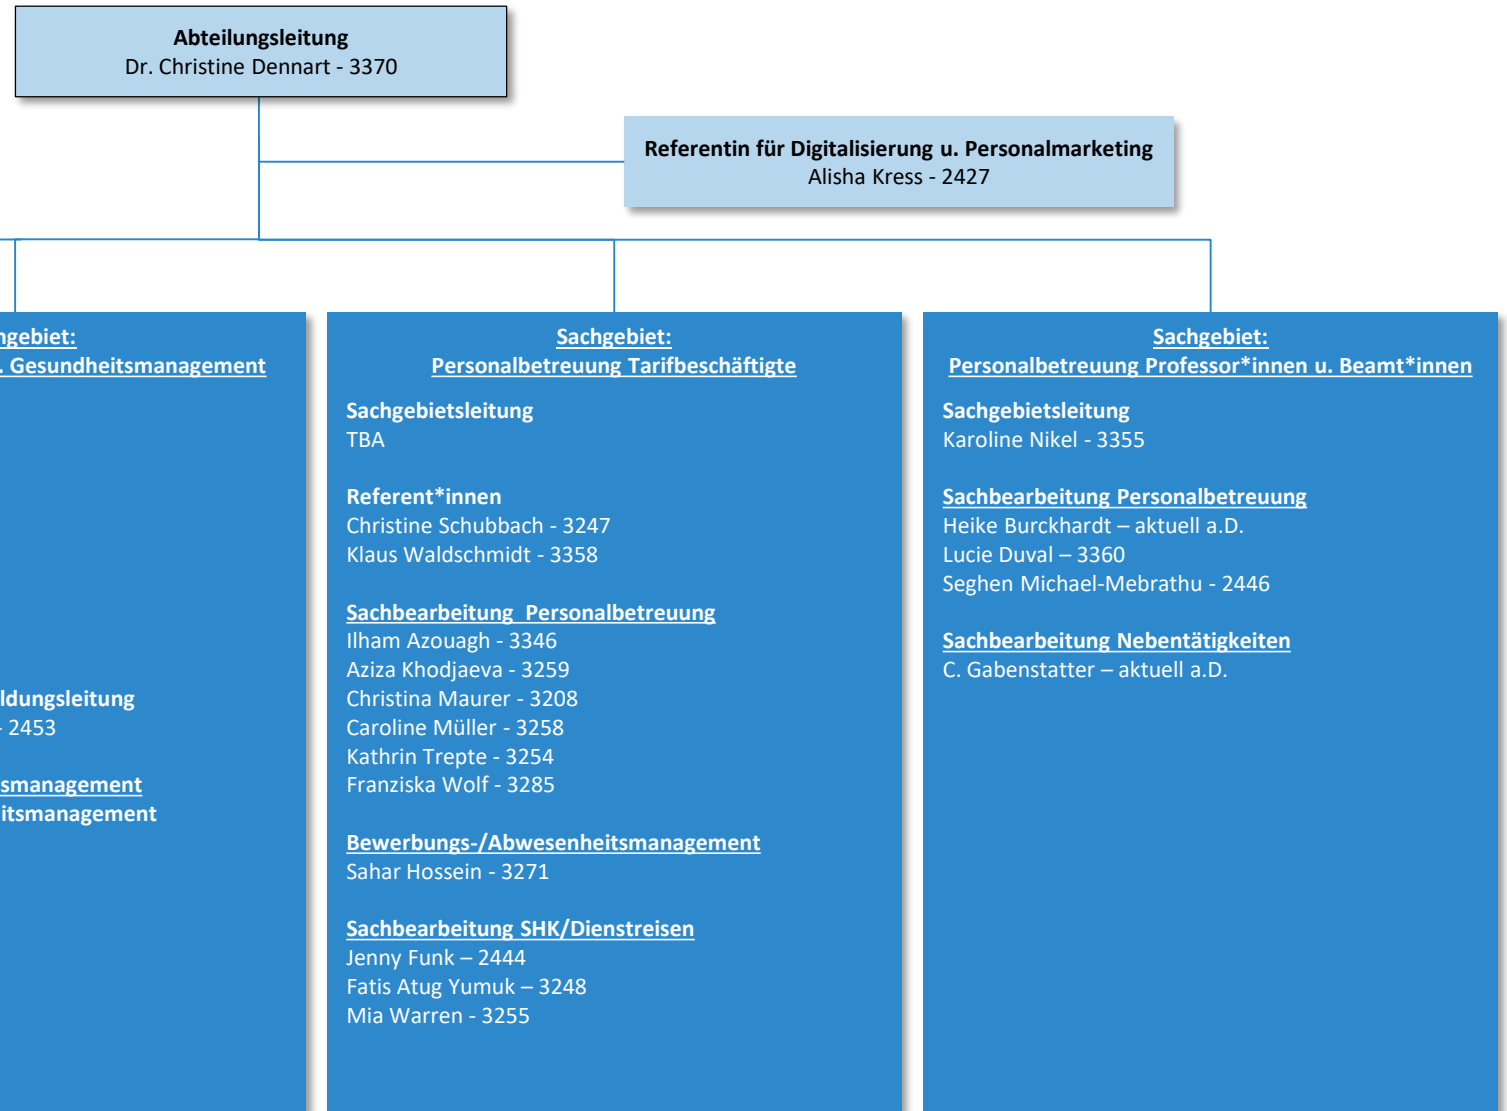 Abteilungsleitung
Dr. Christine Dennart - 3370
Referentin für Digitalisierung u. Personalmarketing
Alisha Kress - 2427
. Gesundheitsmanagement
- 2453
Sachgebiet:
Personalbetreuung Tarifbeschäftigte
Sachgebietsleitung
TBA
Referent*innen
Christine Schubbach - 3247
Klaus Waldschmidt - 3358
Sachbearbeitung Personalbetreuung
Ilham Azouagh - 3346
Aziza Khodjaeva - 3259
Christina Maurer - 3208
Caroline Müller - 3258
Kathrin Trepte - 3254
Franziska Wolf - 3285
Bewerbungs-/Abwesenheitsmanagement
Sahar Hossein - 3271
Sachbearbeitung SHK/Dienstreisen
Jenny Funk – 2444
Fatis Atug Yumuk – 3248
Mia Warren - 3255
Sachgebiet:
Personalbetreuung Professor*innen u. Beamt*innen
Sachgebietsleitung
Karoline Nikel - 3355
Sachbearbeitung Personalbetreuung
Heike Burckhardt – aktuell a.D.
Lucie Duval – 3360
Seghen Michael-Mebrathu - 2446
Sachbearbeitung Nebentätigkeiten
C. Gabenstatter – aktuell a.D.